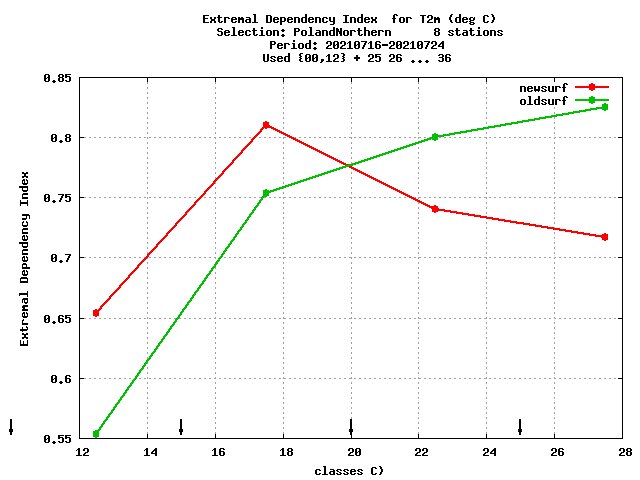 Extremal Dependency Index  for T2m (deg C)
Selection: PolandNorthern      8 stations
Period: 20210716-20210724
Used {00,12} + 25 26 ... 36
newsurf
oldsurf
0.85
0.8
0.75
0.7
0.65
0.6
0.55
Extremal Dependency Index
12 14 16 18 20 22 24 26 28
classes C)